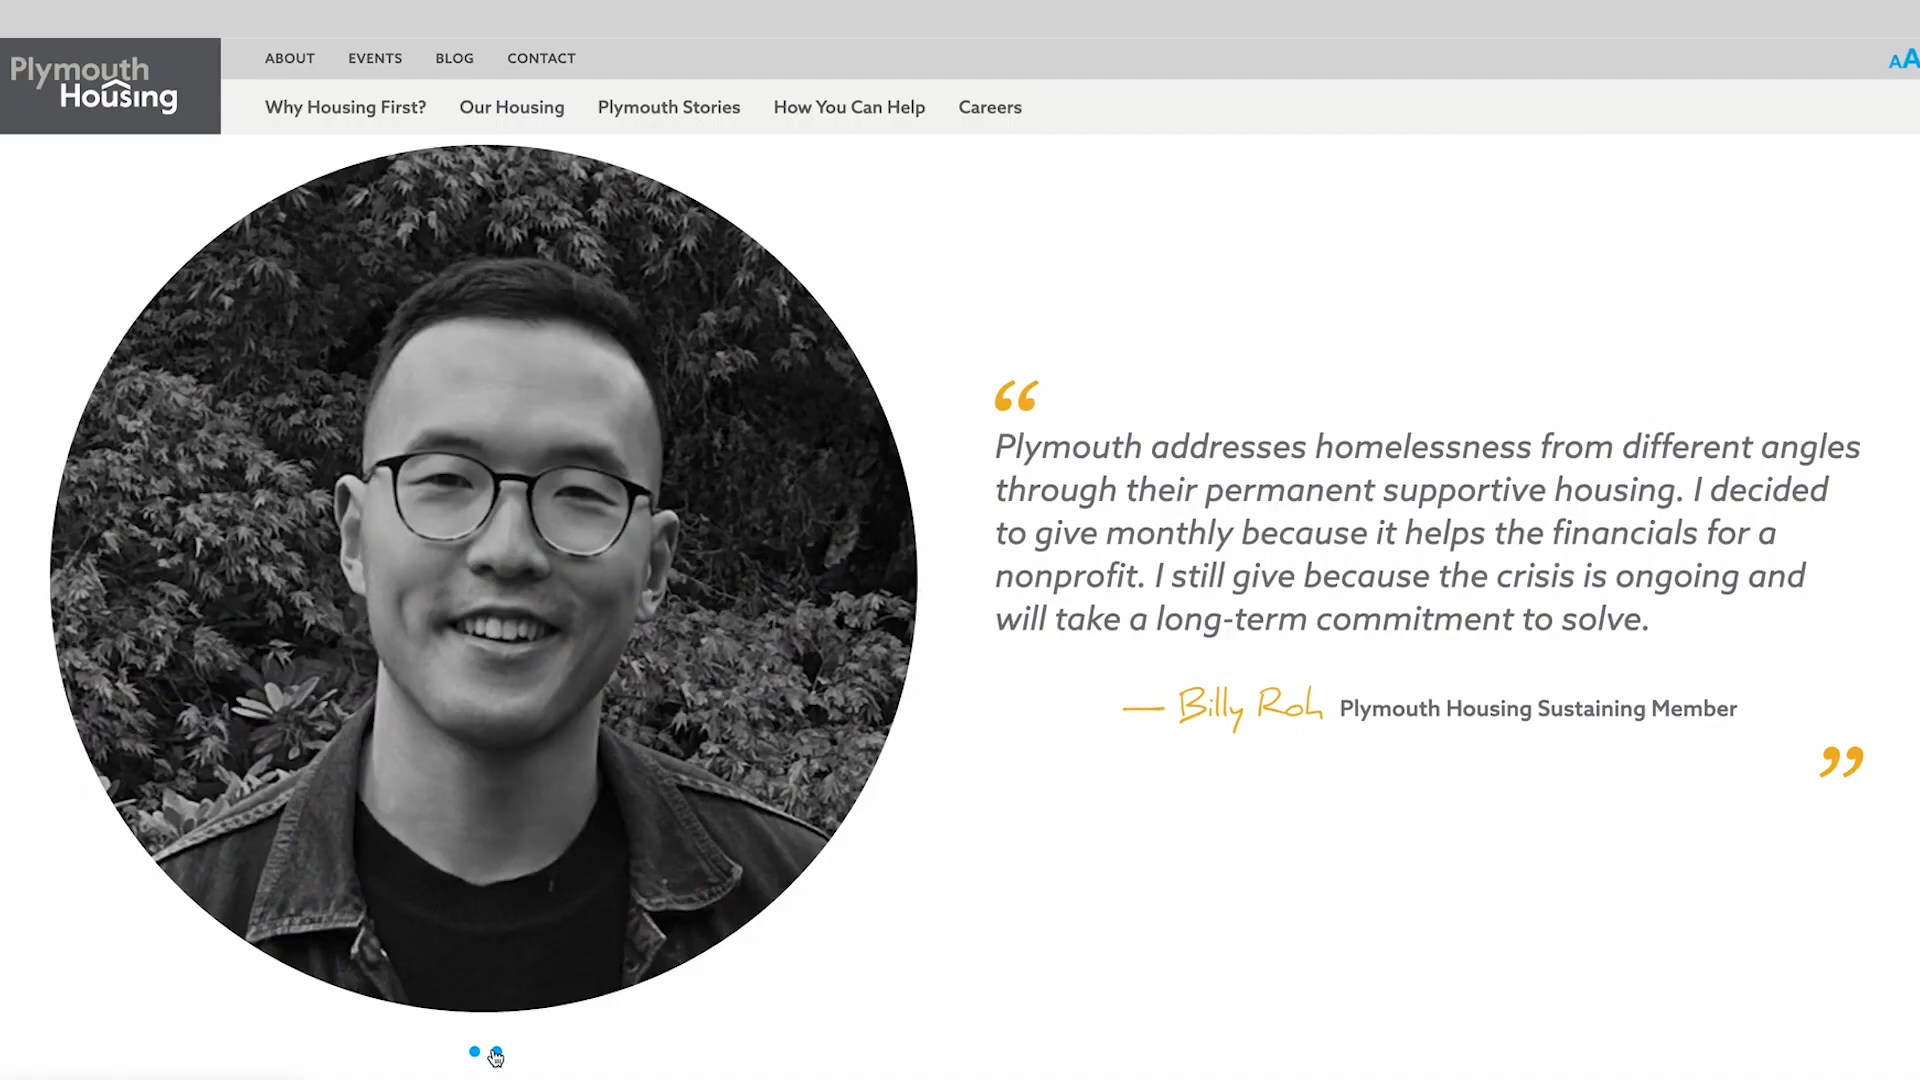 Plymouth
Housing
ABOUT EVENTS BLOG CONTACT
AA
Why Housing First? Our Housing Plymouth Stories How You Can Help Careers
“
Plymouth addresses homelessness from different angles
through their permanent supportive housing. I decided
to give monthly because it helps the financials for a
nonprofit. I still give because the crisis is ongoing and
will take a long-term commitment to solve.
— Billy Roh Plymouth Housing Sustaining Member
”